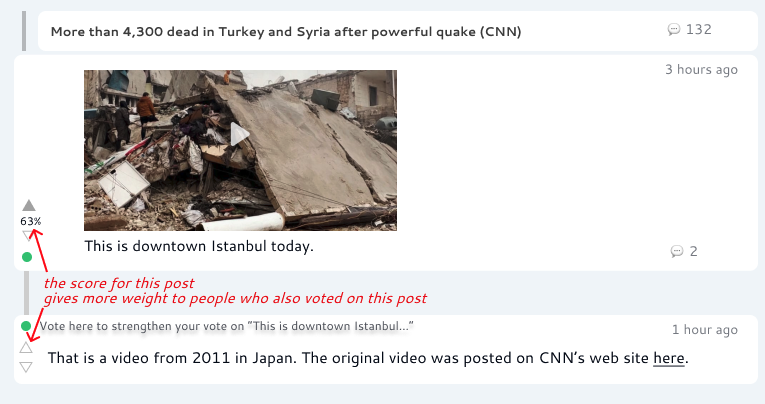 More than 4,300 dead in Turkey and Syria after powerful quake (CNN)
132
3 hours ago
63%
This is downtown Istanbul today.
2
the score for this post
gives more weight to people who also voted on this post
Vote here to strengthen your vote on "This is downtown Istanbul..."
1 hour ago
That is a video from 2011 in Japan. The original video was posted on CNN's web site here.